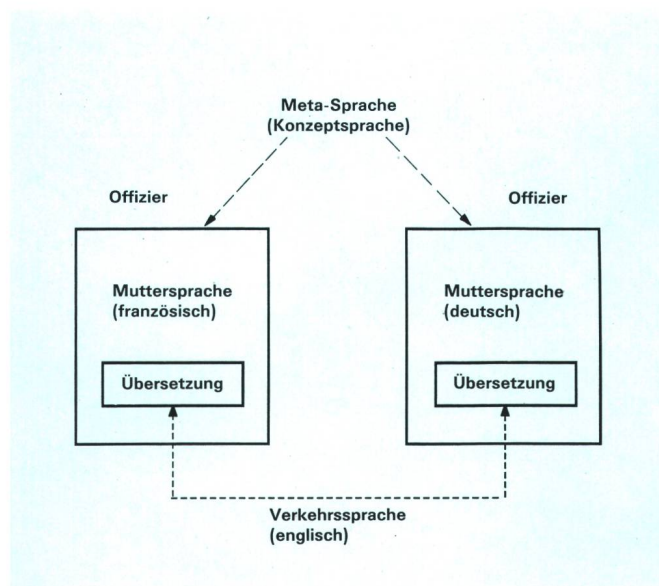 Meta-Sprache
(Konzeptsprache)
Offizier
Offizier
Muttersprache
(französisch)
Muttersprache
(deutsch)
Übersetzung
Übersetzung
Verkehrssprache
(englisch)